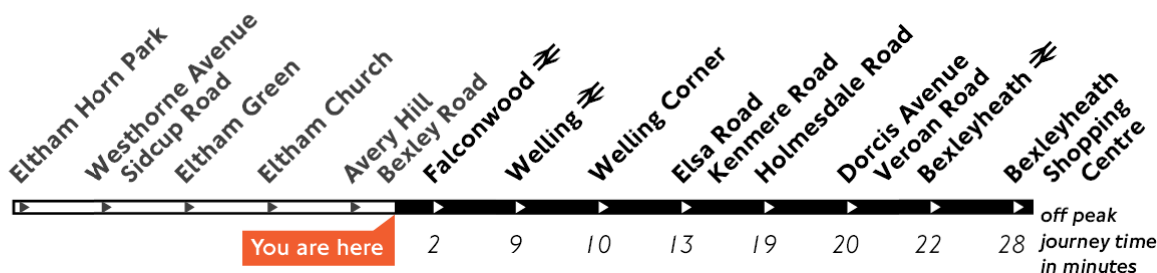 Eltham Horn Park
Westhorne Avenue
Sidcup Road
Eltham Green
Eltham Church
Avery Hill
Bexley Road
Falconwood
Welling
Welling Corner
Elsa Road
Kenmere Road
Holmesdale Road
Dorcis Avenue
Veroan Road
Bexleyheath
Bexleyheath
Shopping
Centre
You are here
2 9 10 13 19 20 22 28
off peak
journey time
in minutes